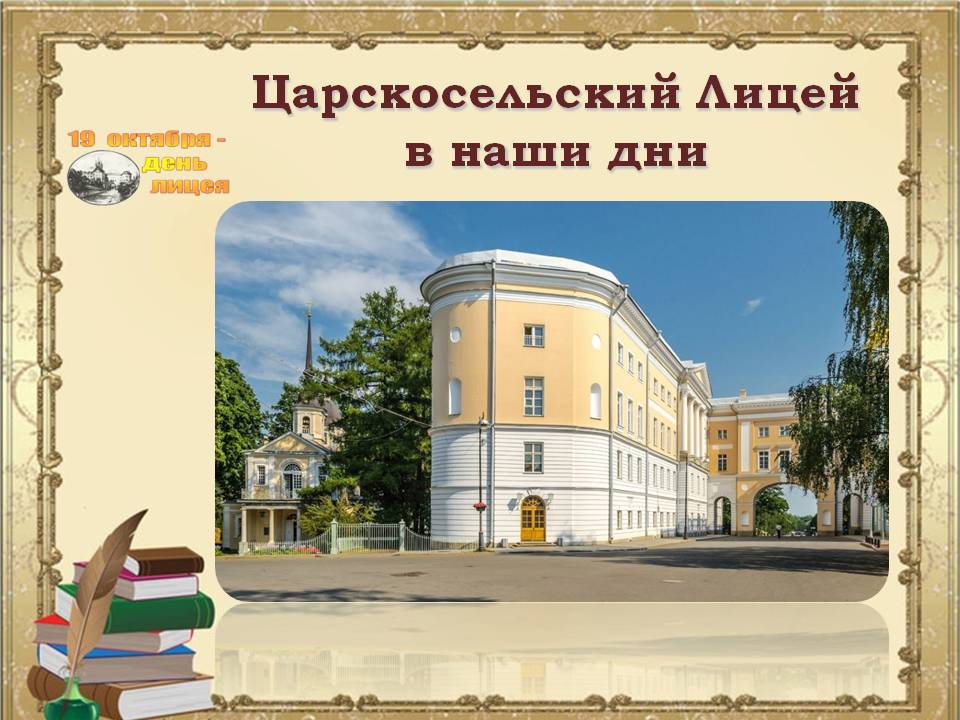 Царскосельский Лицей
в наши дни
19 октября -
день
лицея